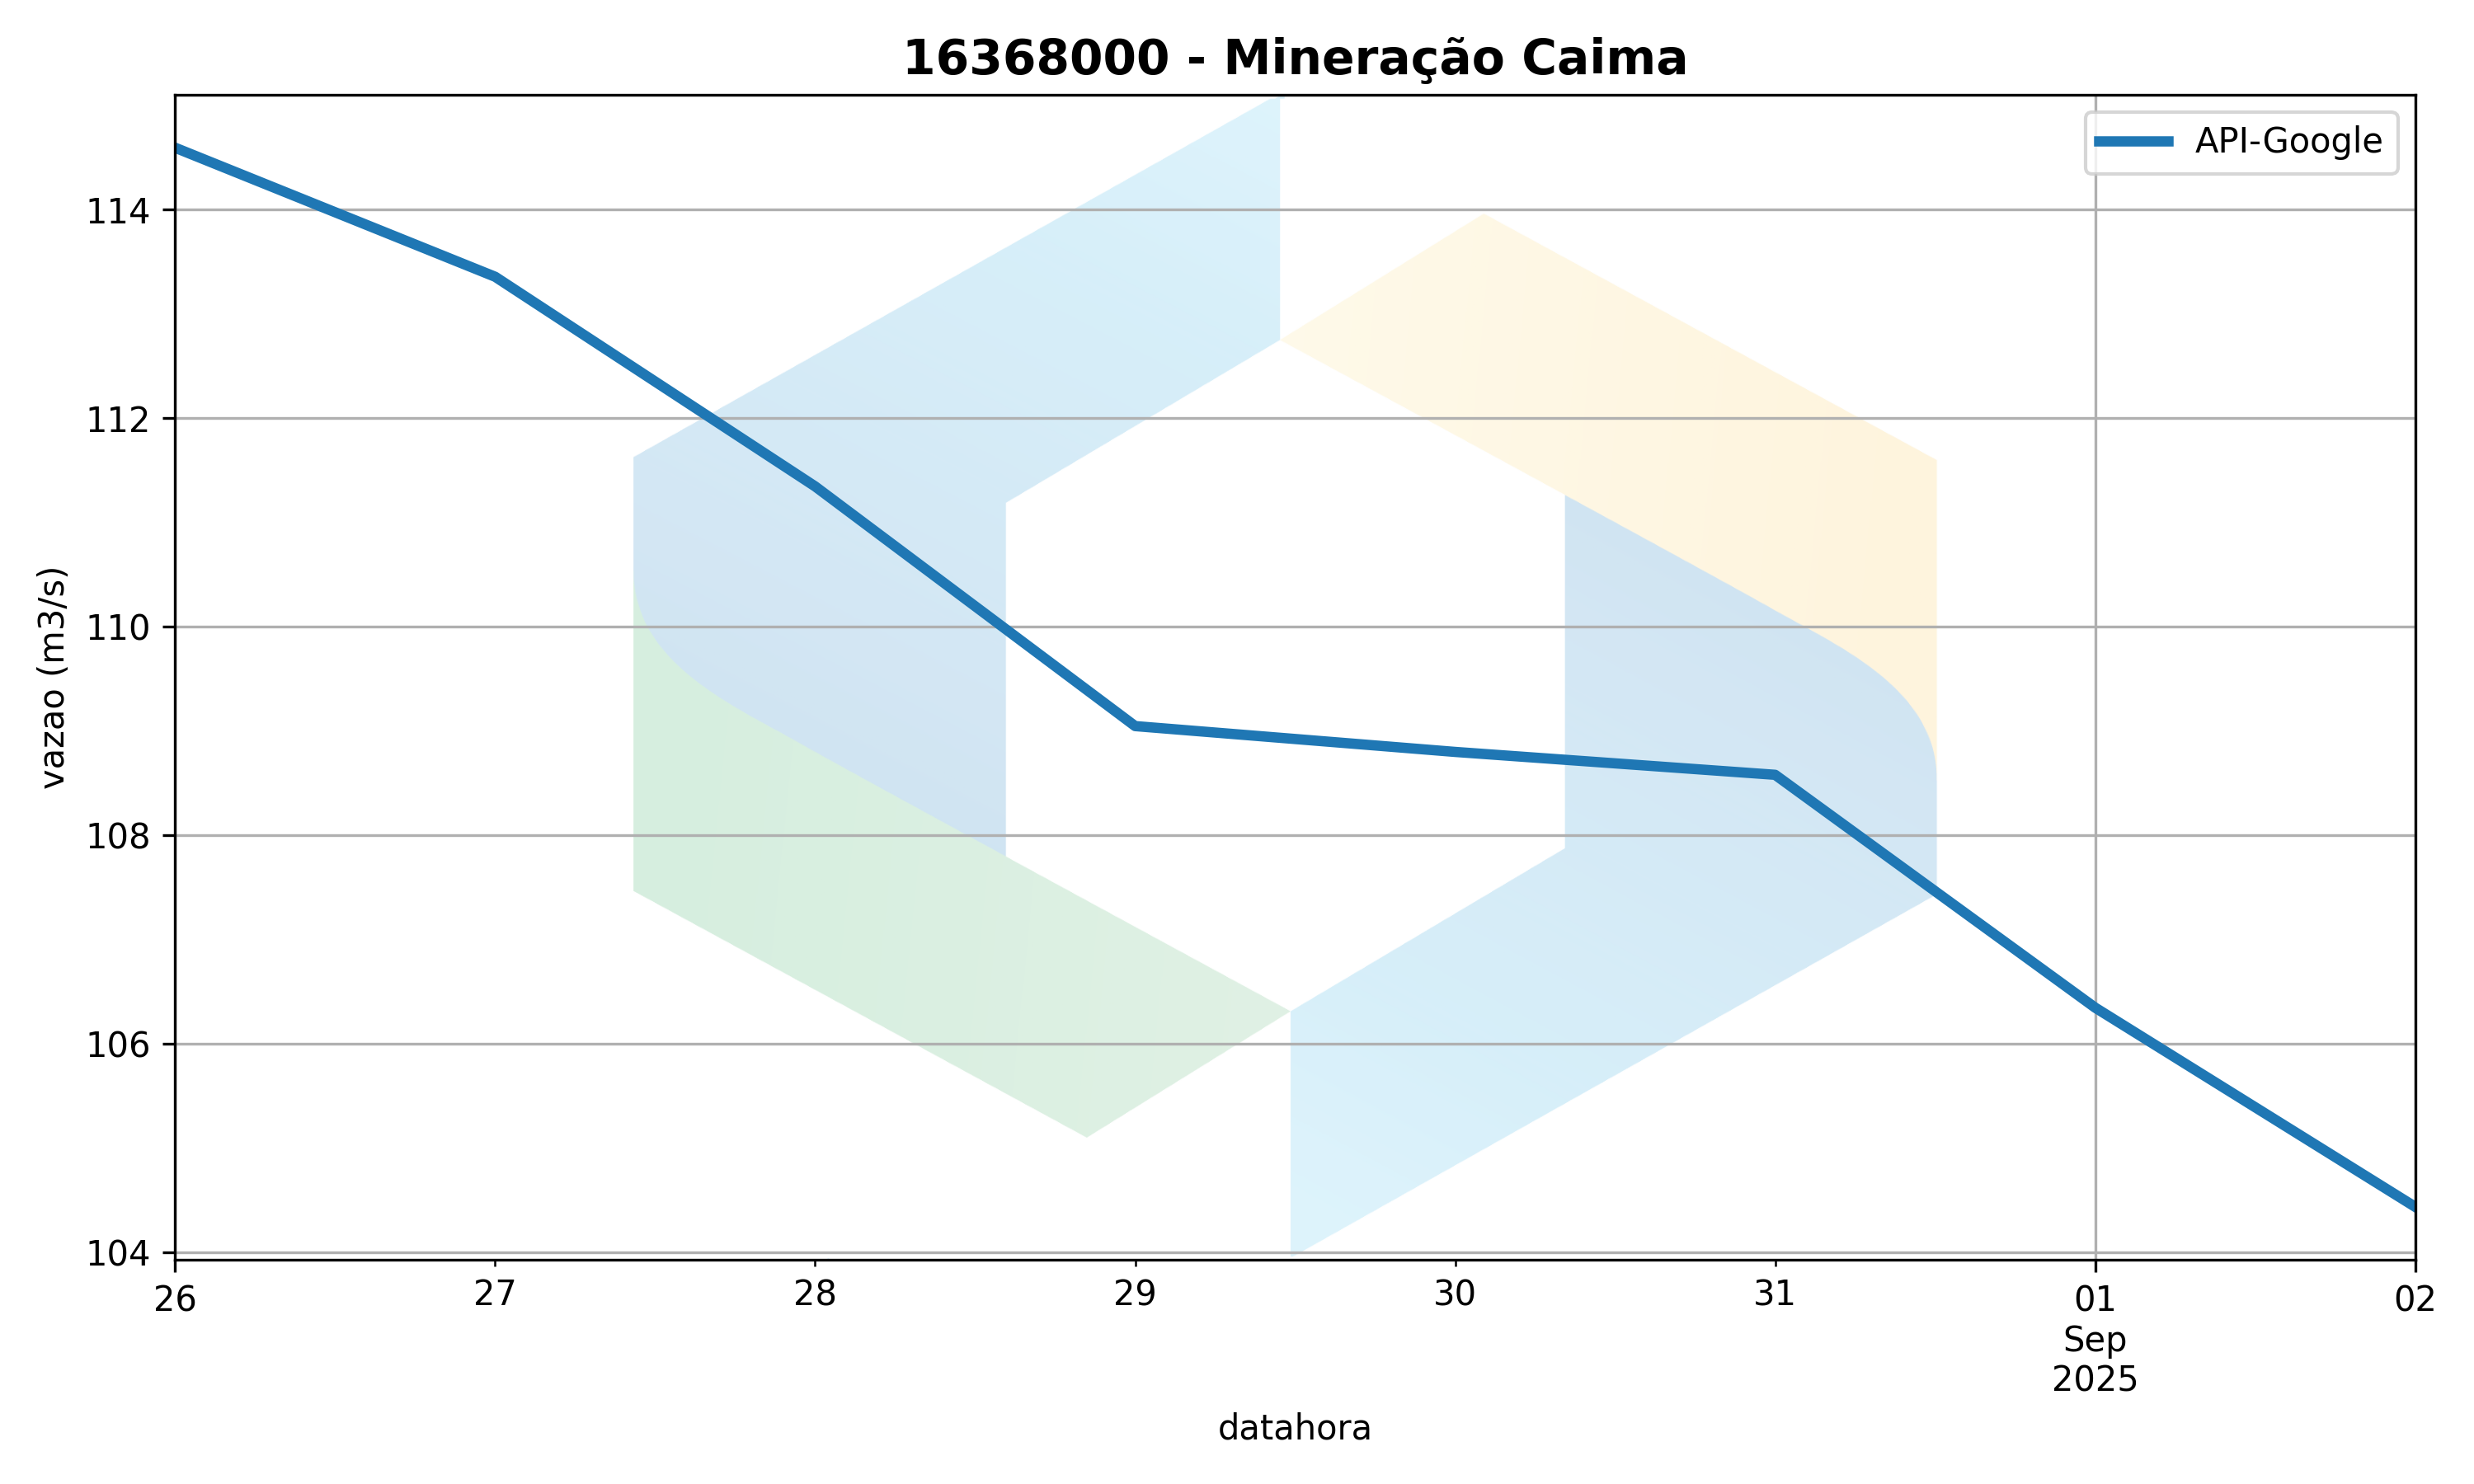 16368000 - Mineração Caima
API-Google
114
112
110
108
106
104
vazao (m3/s)
26 27 28 29 30 31 01 02
Sep
2025
datahora